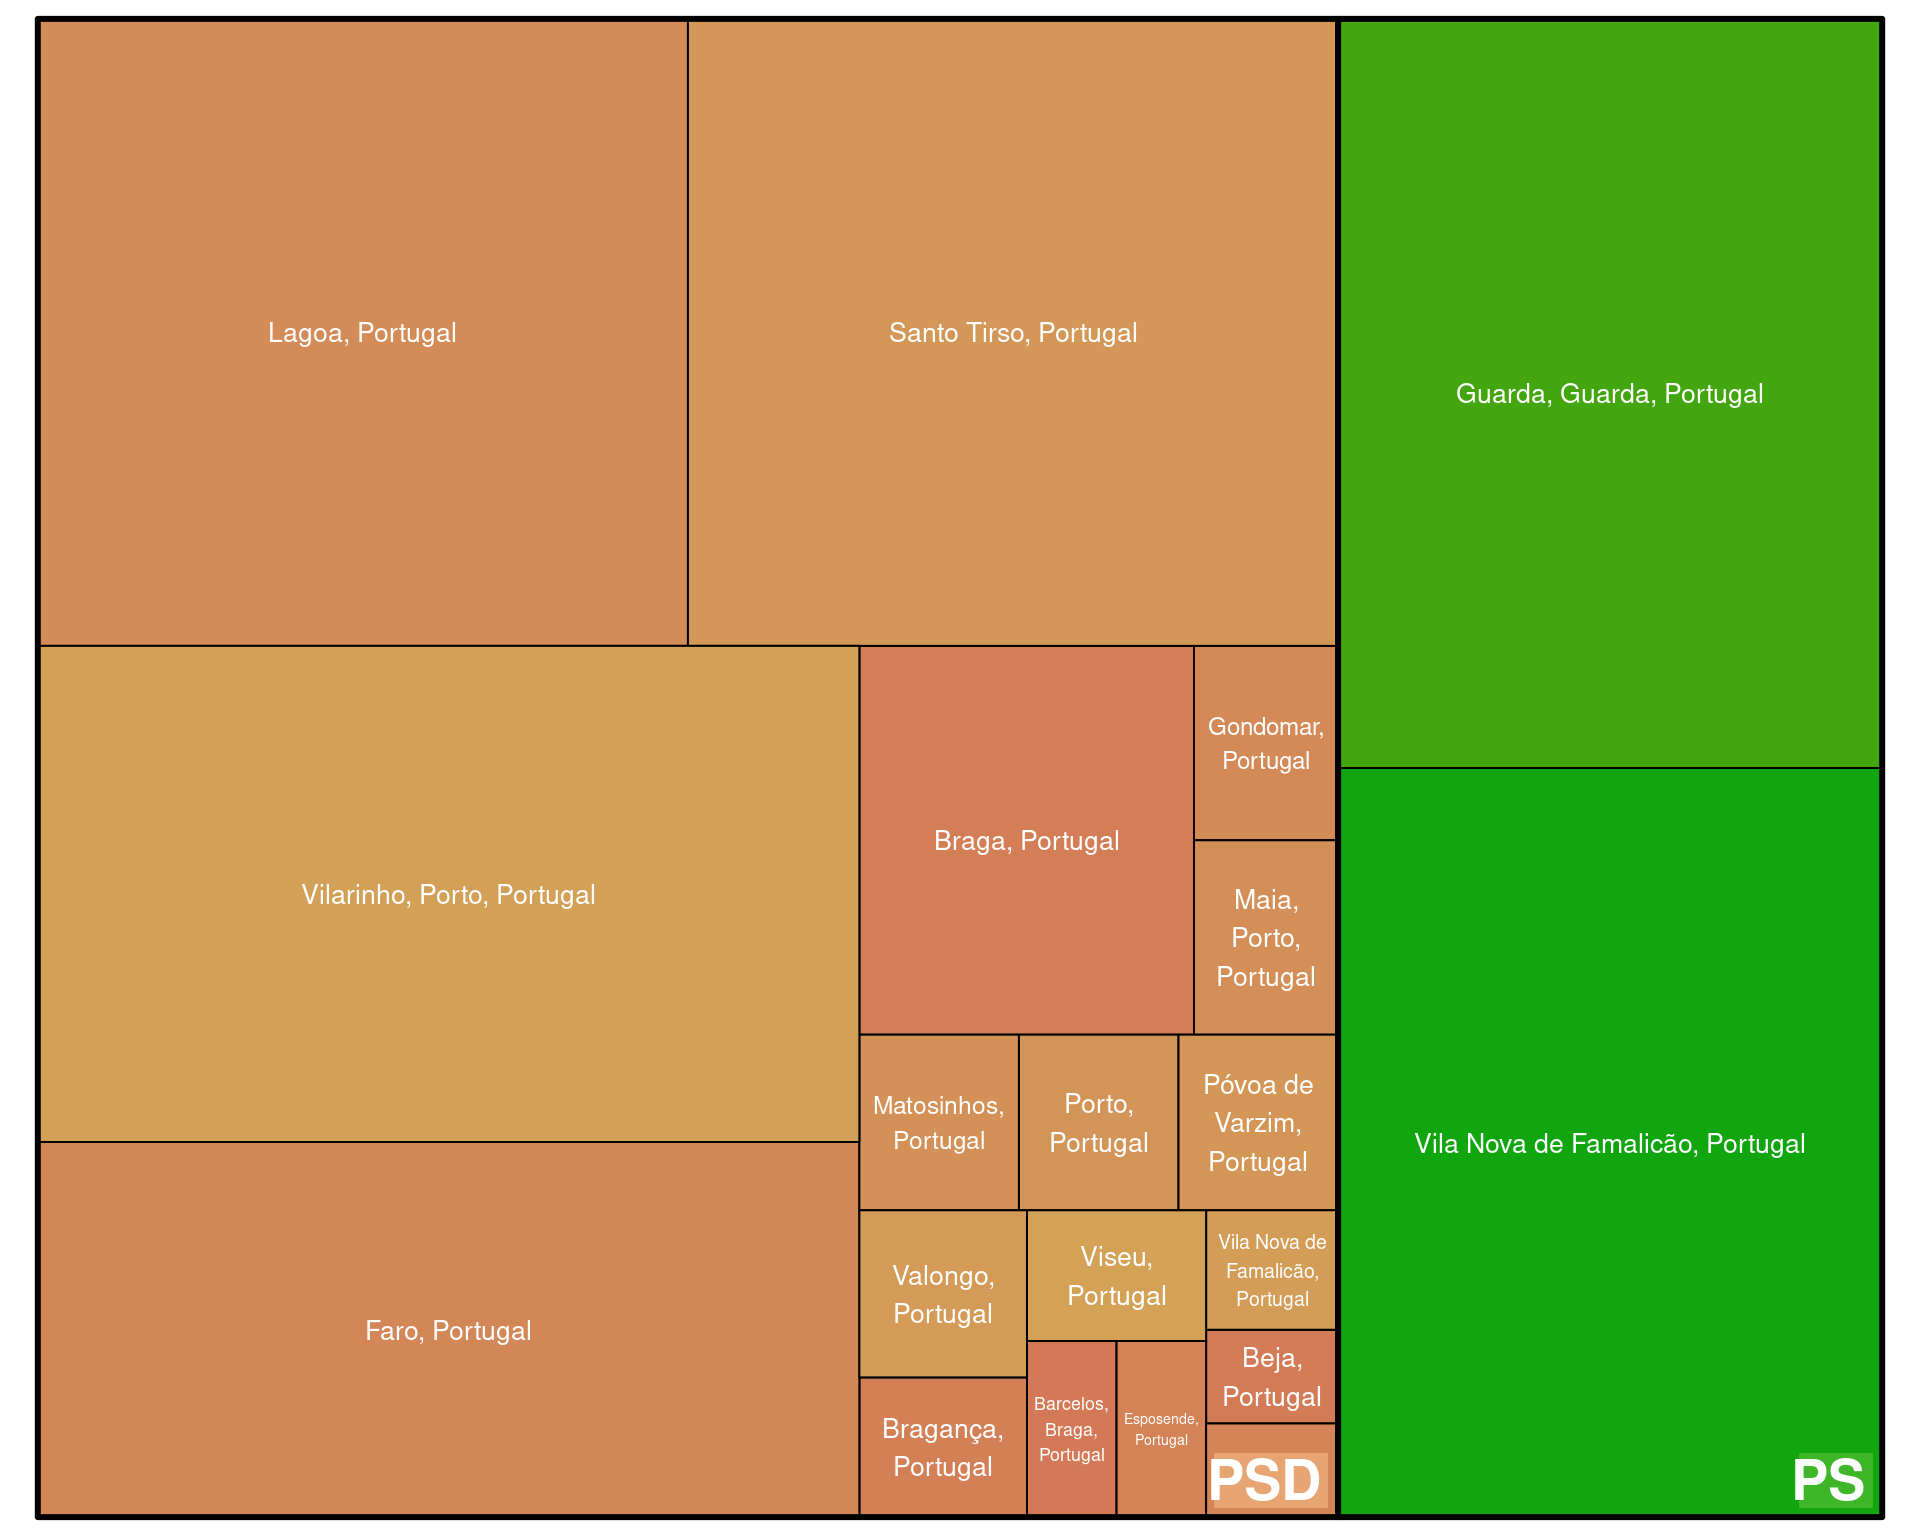 Lagoa, Portugal
Santo Tirso, Portugal
Guarda, Guarda, Portugal
Vilarinho, Porto, Portugal
Braga, Portugal
Gondomar,
Portugal
Maia,
Porto,
Portugal
Faro, Portugal
Matosinhos,
Portugal
Porto,
Portugal
Póvoa de
Varzim,
Portugal
Valongo,
Portugal
Viseu,
Portugal
Vila Nova de
Famalicão,
Portugal
Bragança,
Portugal
Barcelos,
Braga,
Portugal
Esposende,
Portugal
Beja,
Portugal
PSD
Vila Nova de Famalicão, Portugal
PS